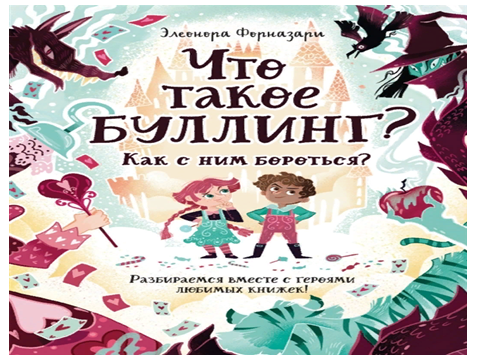 Элеонора Форназари
Что
такое
БУЛЛИНГ?
Как с ним бороться?
Разбираемся вместе с героями
любимых книжек!